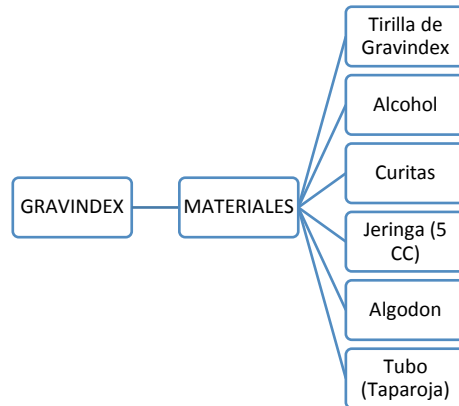 GRAVINDEX
MATERIALES
Tirilla de
Gravindex
Alcohol
Curitas
Jeringa (5
CC)
Algodon
Tubo
(Taparoja)